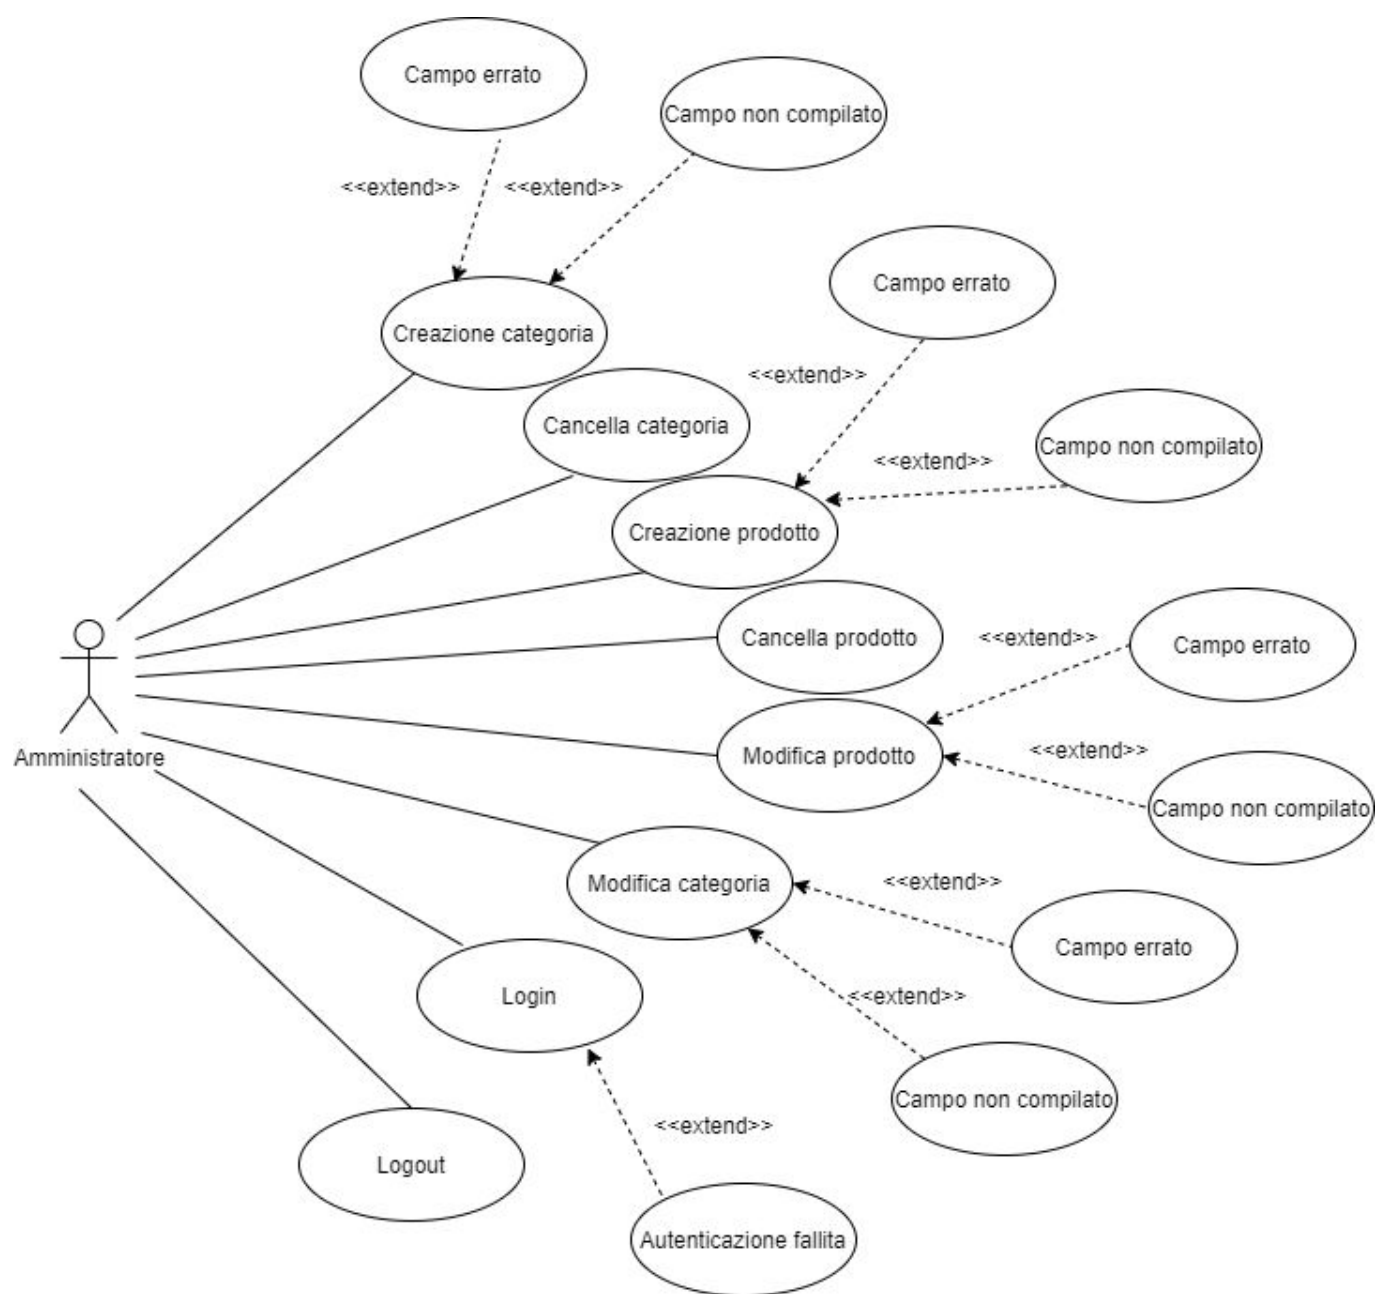 Campo errato
Campo non compilato
<<extend>>
<<extend>>
Campo errato
Creazione categoria
<<extend>>
Cancella categoria
Campo non compilato
<<extend>>
Creazione prodotto
Cancella prodotto
<<extend>>
Campo errato
Amministratore
Modifica prodotto
<<extend>>
Campo non compilato
Modifica categoria
<<extend>>
Campo errato
Login
<<extend>>
Campo non compilato
<<extend>>
Logout
Autenticazione fallita